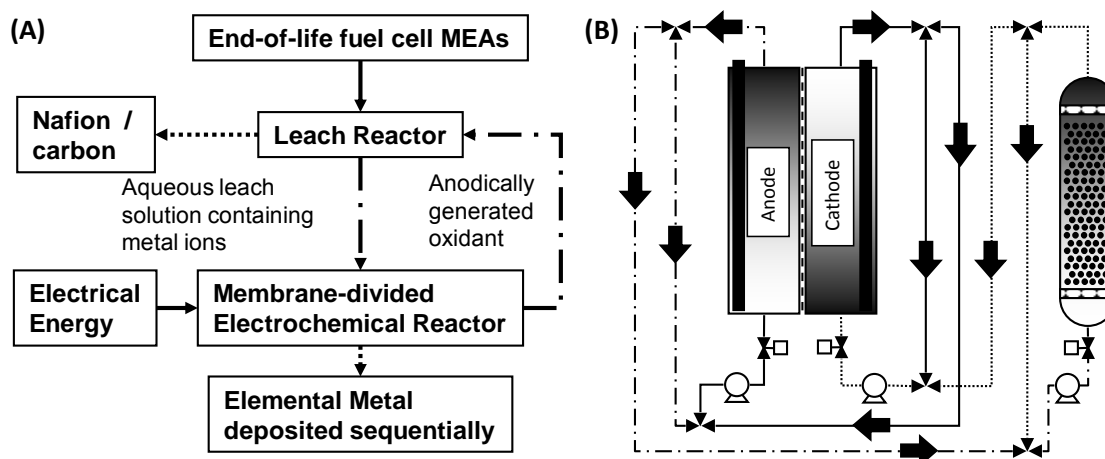 (A)
End-of-life fuel cell MEAs
Nafion /
carbon
Leach Reactor
Aqueous leach
solution containing
metal ions
Anodically
generated
oxidant
Electrical
Energy
Membrane-divided
Electrochemical Reactor
Elemental Metal
deposited sequentially
(B)
Anode
Cathode